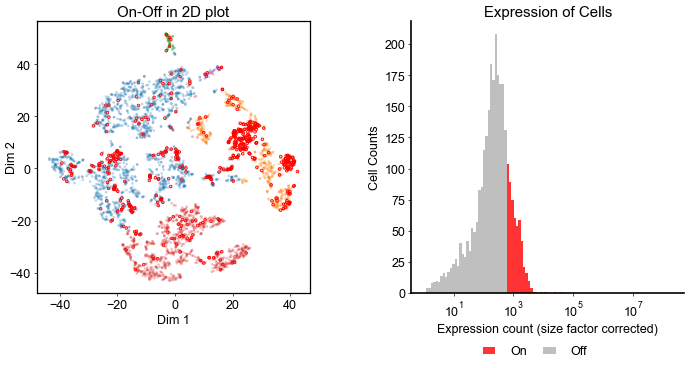 On-Off in 2D plot
40
20
0
−20
−40
Dim 2
−40 −20 0 20 40
Dim 1
Expression of Cells
200
175
150
125
100
75
50
25
0
Cell Counts
10^1 10^3 10^5 10^7
Expression count (size factor corrected)
On Off